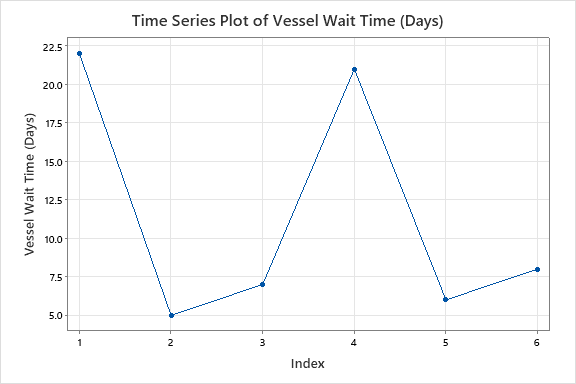 Time Series Plot of Vessel Wait Time (Days)
Vessel Wait Time (Days)
22.5
20.0
17.5
15.0
12.5
10.0
7.5
5.0
1 2 3 4 5 6
Index